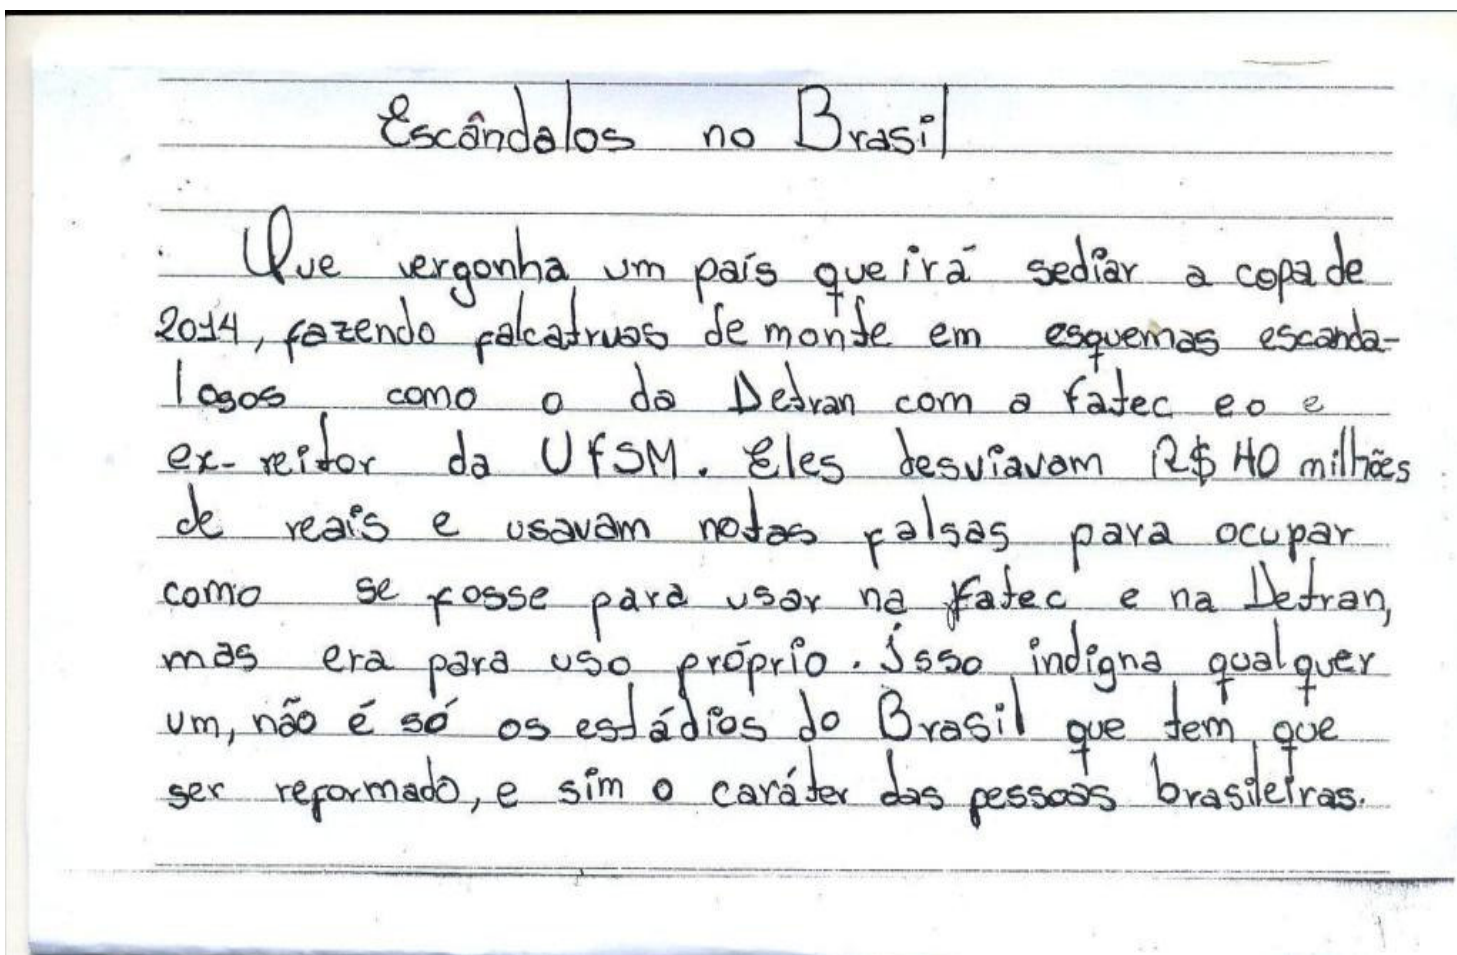 Escândalos no Brasil
Que vergonha um país que irá sediar a copa de
2014, fazendo falcatruas de monte em esquemas escanda-
losos como o da Detran com a Fatec e o e
ex-reitor da UFSM. Eles desviavam R$ 40 milhões
de reais e usavam notas falsas para ocupar
como se fosse para usar na Fatec e na Detran,
mas era para uso próprio. Isso indigna qualquer
um, não é só os estádios do Brasil que tem que
ser reformado, e sim o caráter das pessoas brasileiras.